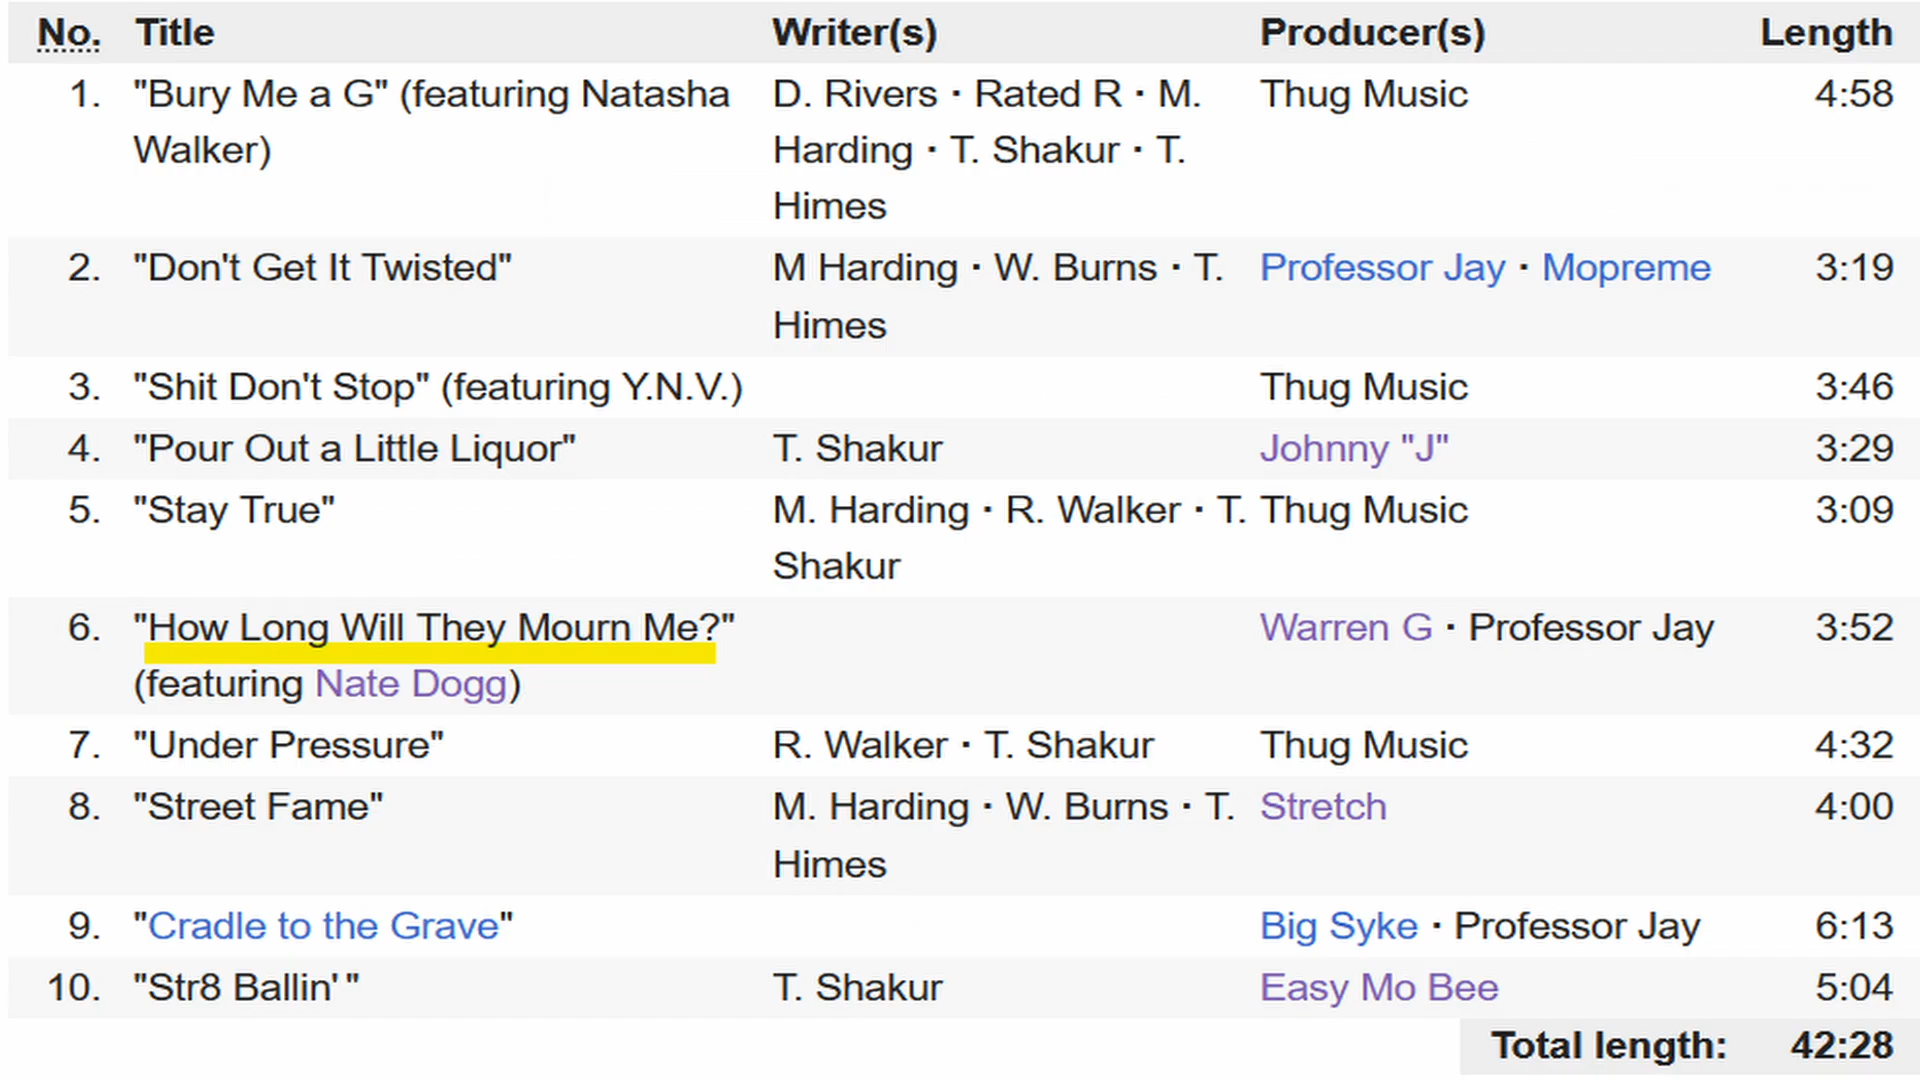 No. Title Writer(s) Producer(s) Length
1. "Bury Me a G" (featuring Natasha D. Rivers · Rated R · M. Thug Music 4:58
Walker) Harding · T. Shakur · T.
Himes
2. "Don't Get It Twisted" M Harding · W. Burns · T. Professor Jay · Mopreme 3:19
Himes
3. "Shit Don't Stop" (featuring Y.N.V.) Thug Music 3:46
4. "Pour Out a Little Liquor" T. Shakur Johnny "J" 3:29
5. "Stay True" M. Harding · R. Walker · T. Thug Music 3:09
Shakur
6. "How Long Will They Mourn Me?" Warren G · Professor Jay 3:52
(featuring Nate Dogg)
7. "Under Pressure" R. Walker · T. Shakur Thug Music 4:32
8. "Street Fame" M. Harding · W. Burns · T. Stretch 4:00
Himes
9. "Cradle to the Grave" Big Syke · Professor Jay 6:13
10. "Str8 Ballin'" T. Shakur Easy Mo Bee 5:04
Total length: 42:28